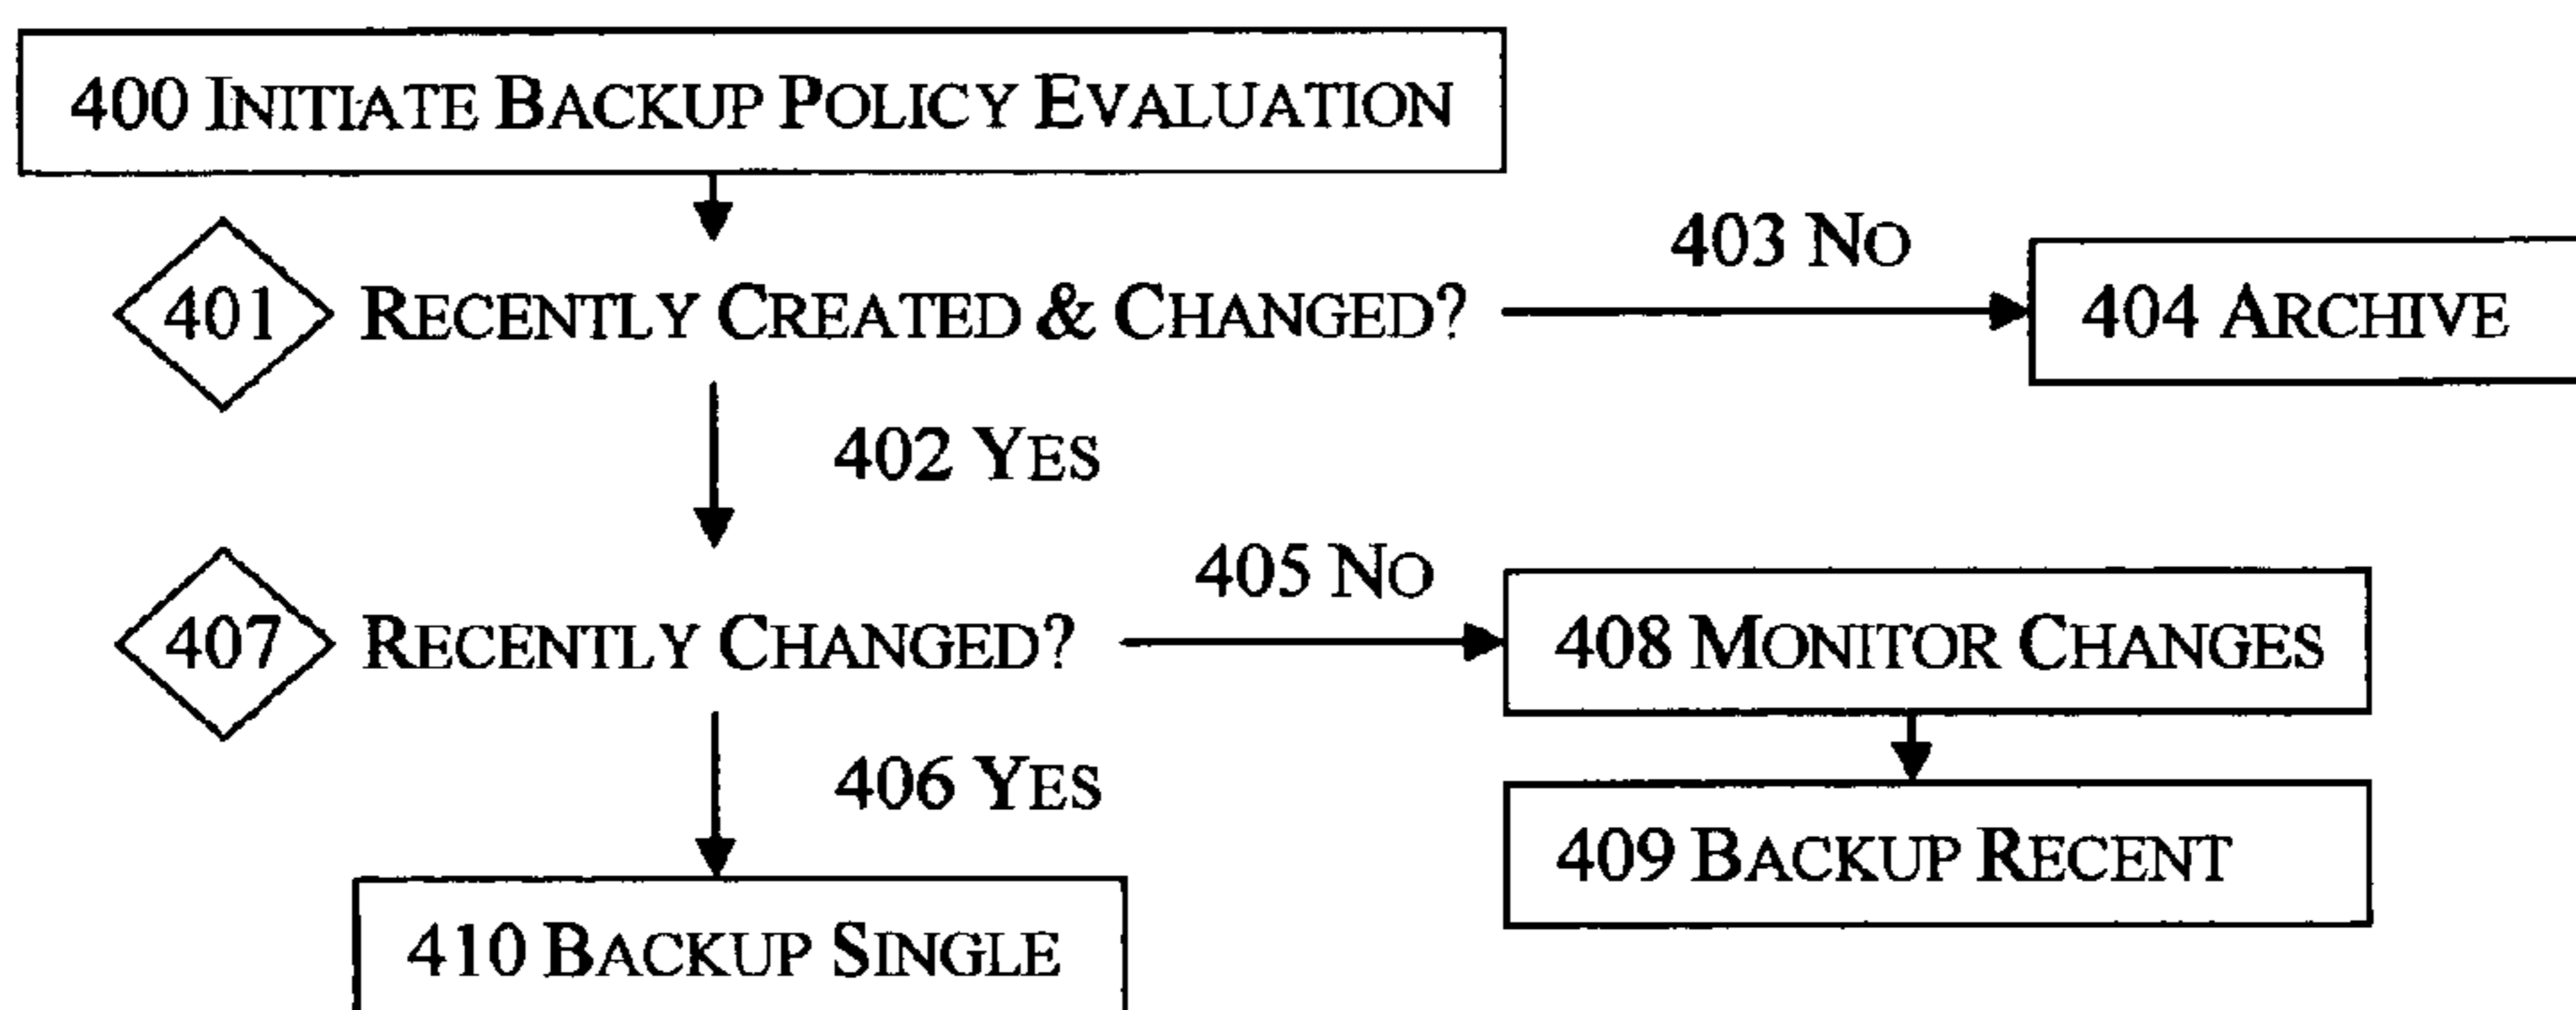 400 INITIATE BACKUP POLICY EVALUATION
401 RECENTLY CREATED & CHANGED?
403 NO
404 ARCHIVE
402 YES
407 RECENTLY CHANGED?
405 NO
408 MONITOR CHANGES
406 YES
409 BACKUP RECENT
410 BACKUP SINGLE